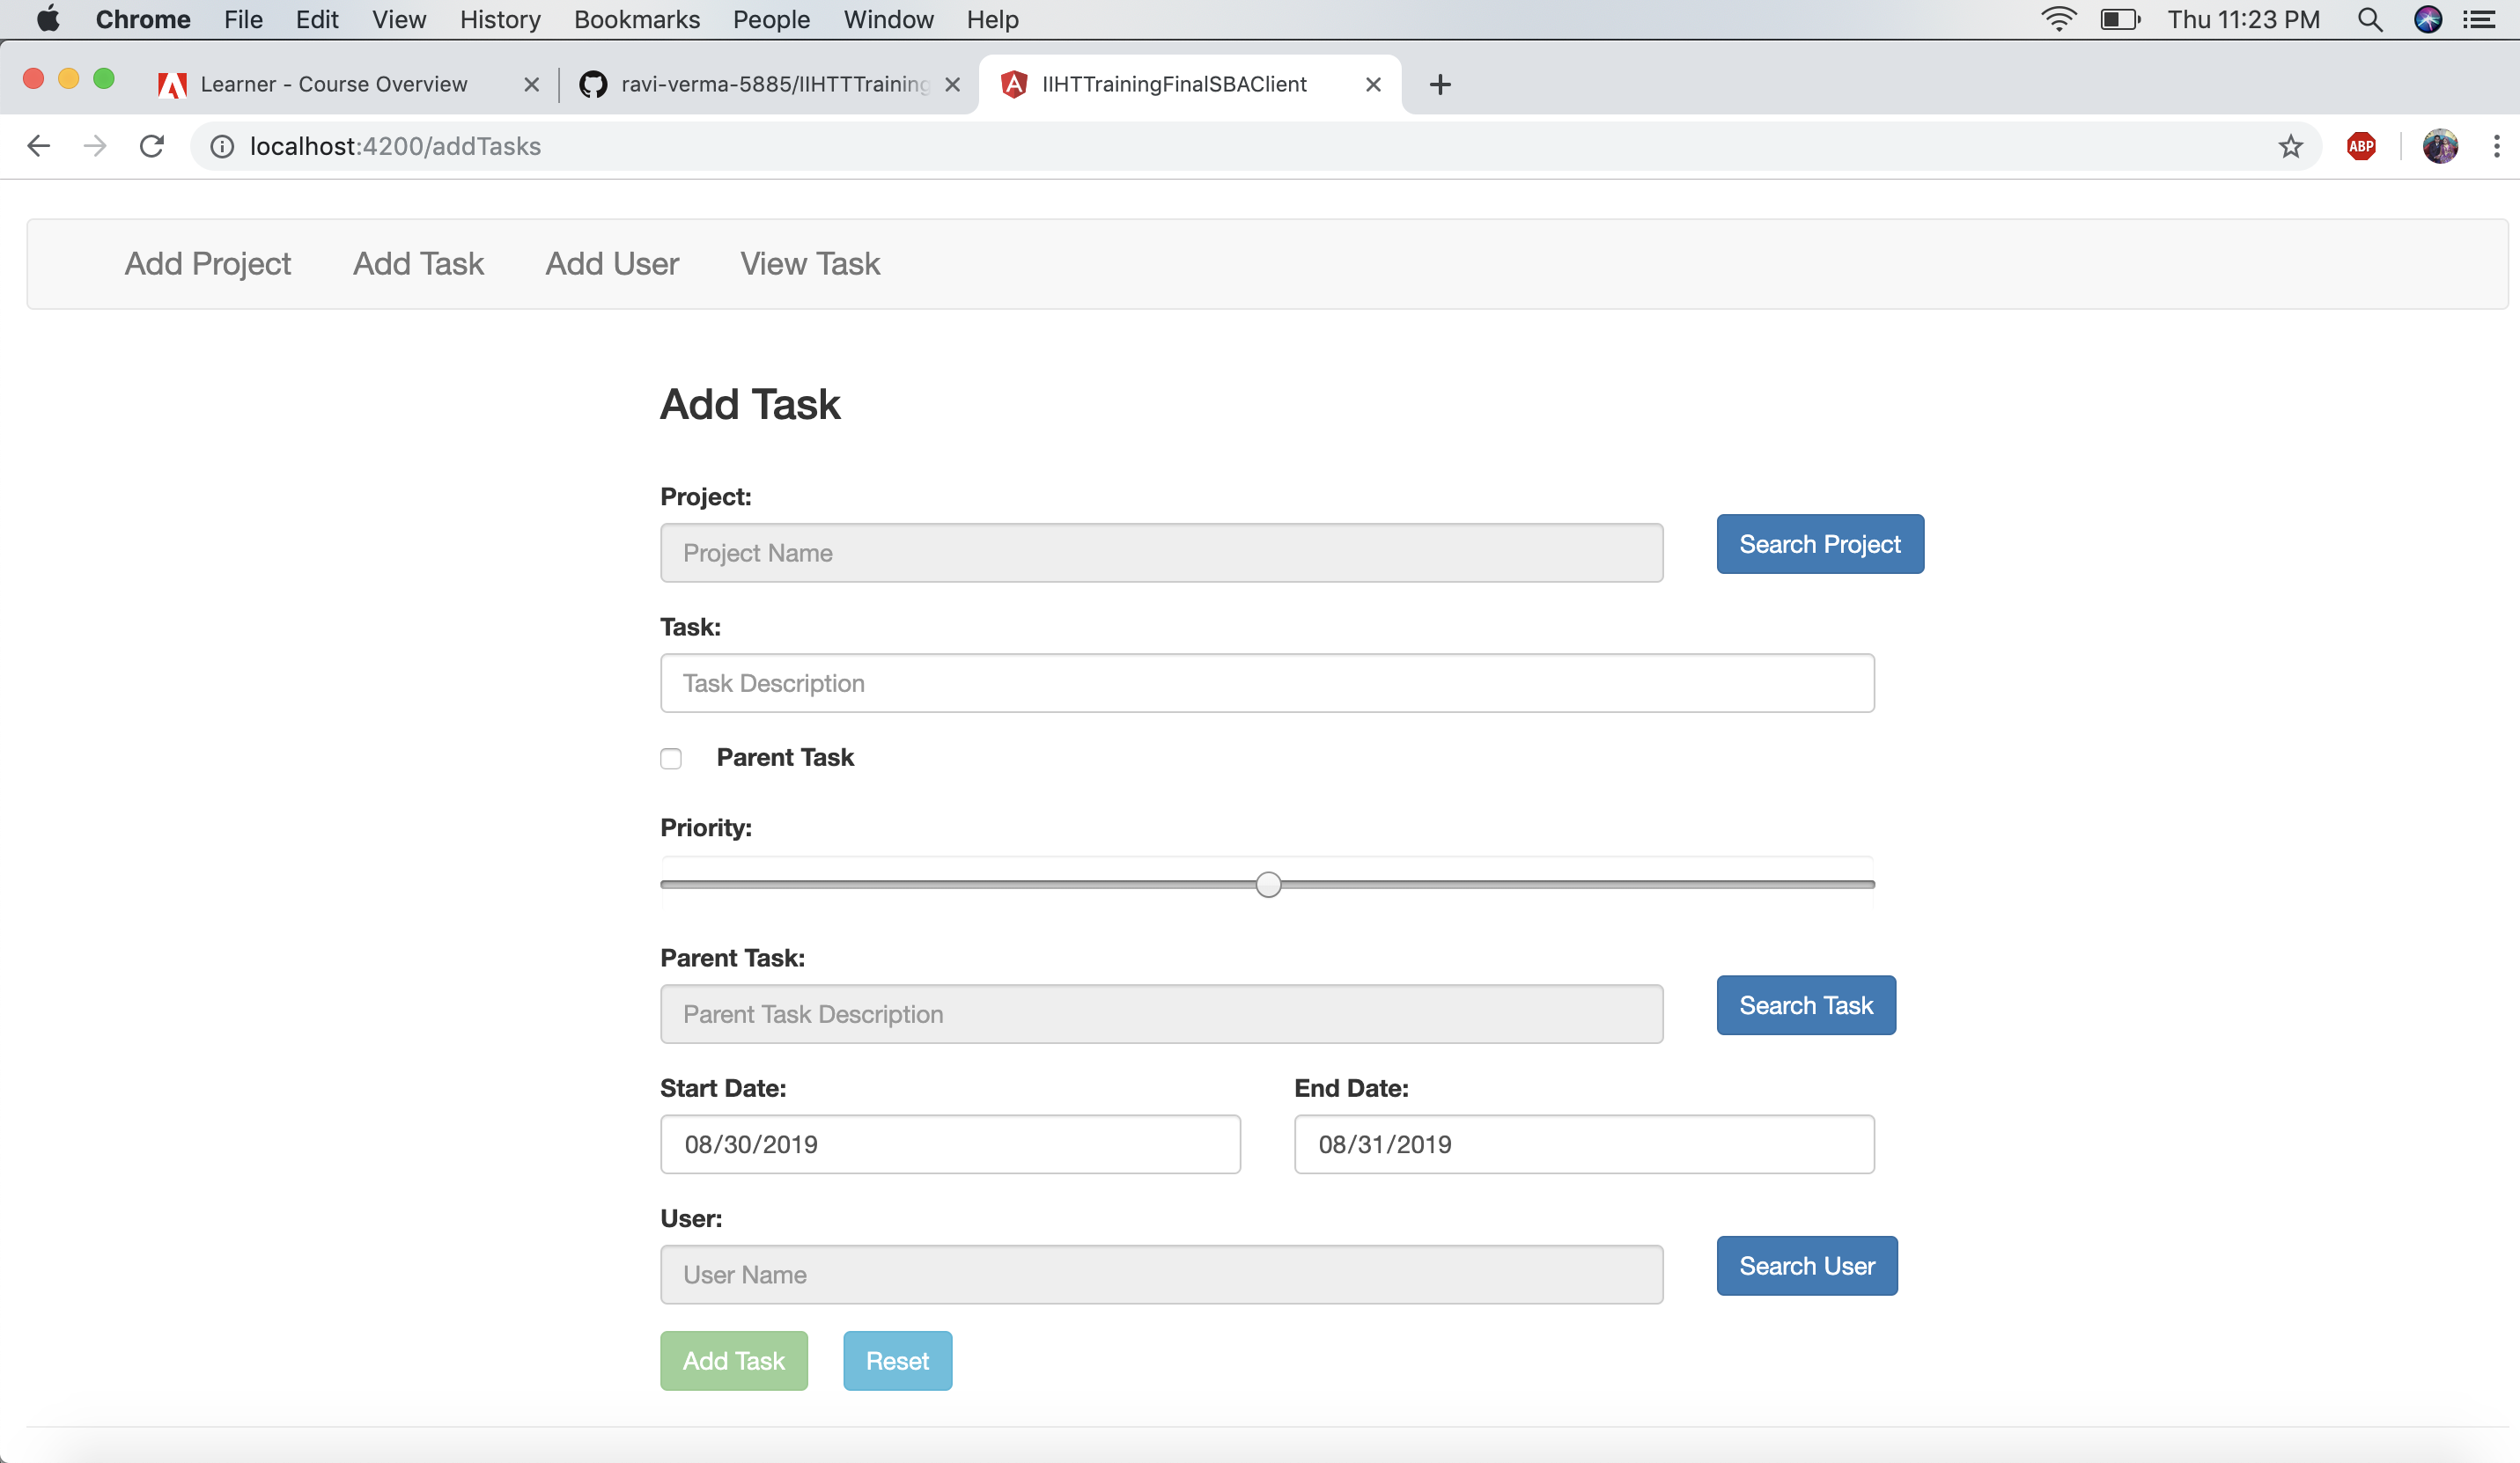 Chrome File Edit View History Bookmarks People Window Help Thu 11:23 PM
Learner - Course Overview ravi-verma-5885/IIHTTTraining IIHTTrainingFinalSBAClient
localhost:4200/addTasks ABP
Add Project Add Task Add User View Task
Add Task
Project:
Project Name Search Project
Task:
Task Description
Parent Task
Priority:
Parent Task:
Parent Task Description Search Task
Start Date: End Date:
08/30/2019 08/31/2019
User:
User Name Search User
Add Task Reset